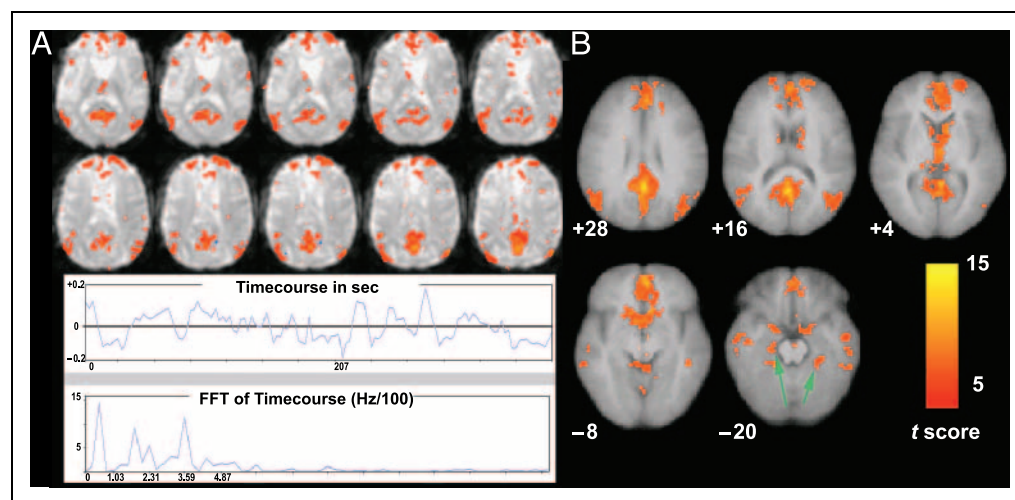 A
B
+28
+16
+4
−8
−20
15
5
t score
Timecourse in sec
+0.2
0
−0.2
0
207
FFT of Timecourse (Hz/100)
15
5
0 1.03 2.31 3.59 4.87